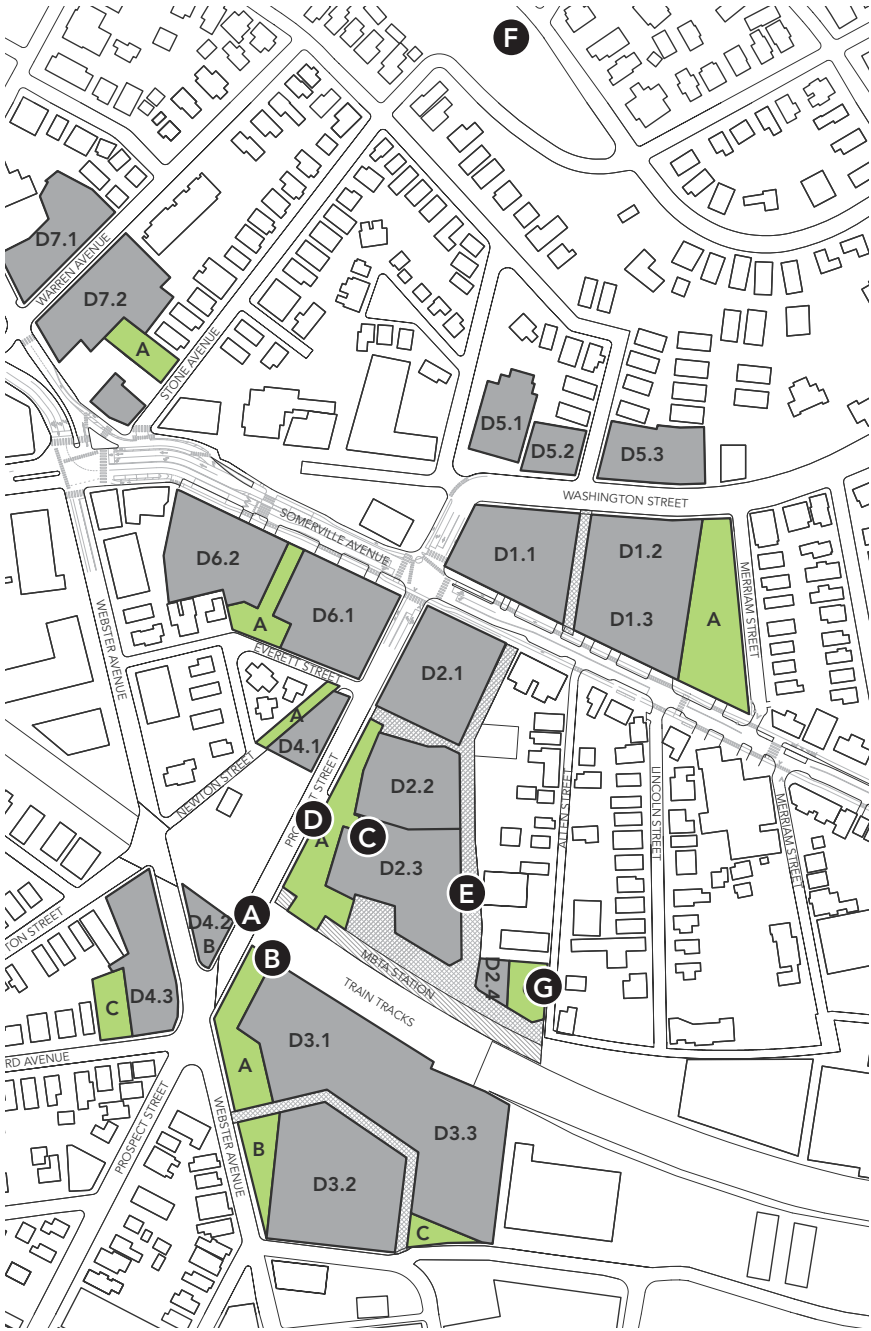 F
D7.1
WARREN AVENUE
D7.2
A
STONE AVENUE
D5.1
D5.2
D5.3
WASHINGTON STREET
SOMERVILLE AVENUE
D6.2
D1.1
D1.2
D6.1
D1.3
A
A
MERRIAM STREET
WEBSTER AVENUE
EVERETT STREET
D2.1
A
D4.1
NEWTON STREET
D2.2
ALLEN STREET
LINCOLN STREET
MERRIAM STREET
D
C
A
D2.3
E
A
D4.2
B
B
MBTA STATION
D2.4
G
TRAIN TRACKS
C
D4.3
D3.1
A
PROSPECT STREET
WEBSTER AVENUE
B
D3.3
D3.2
C